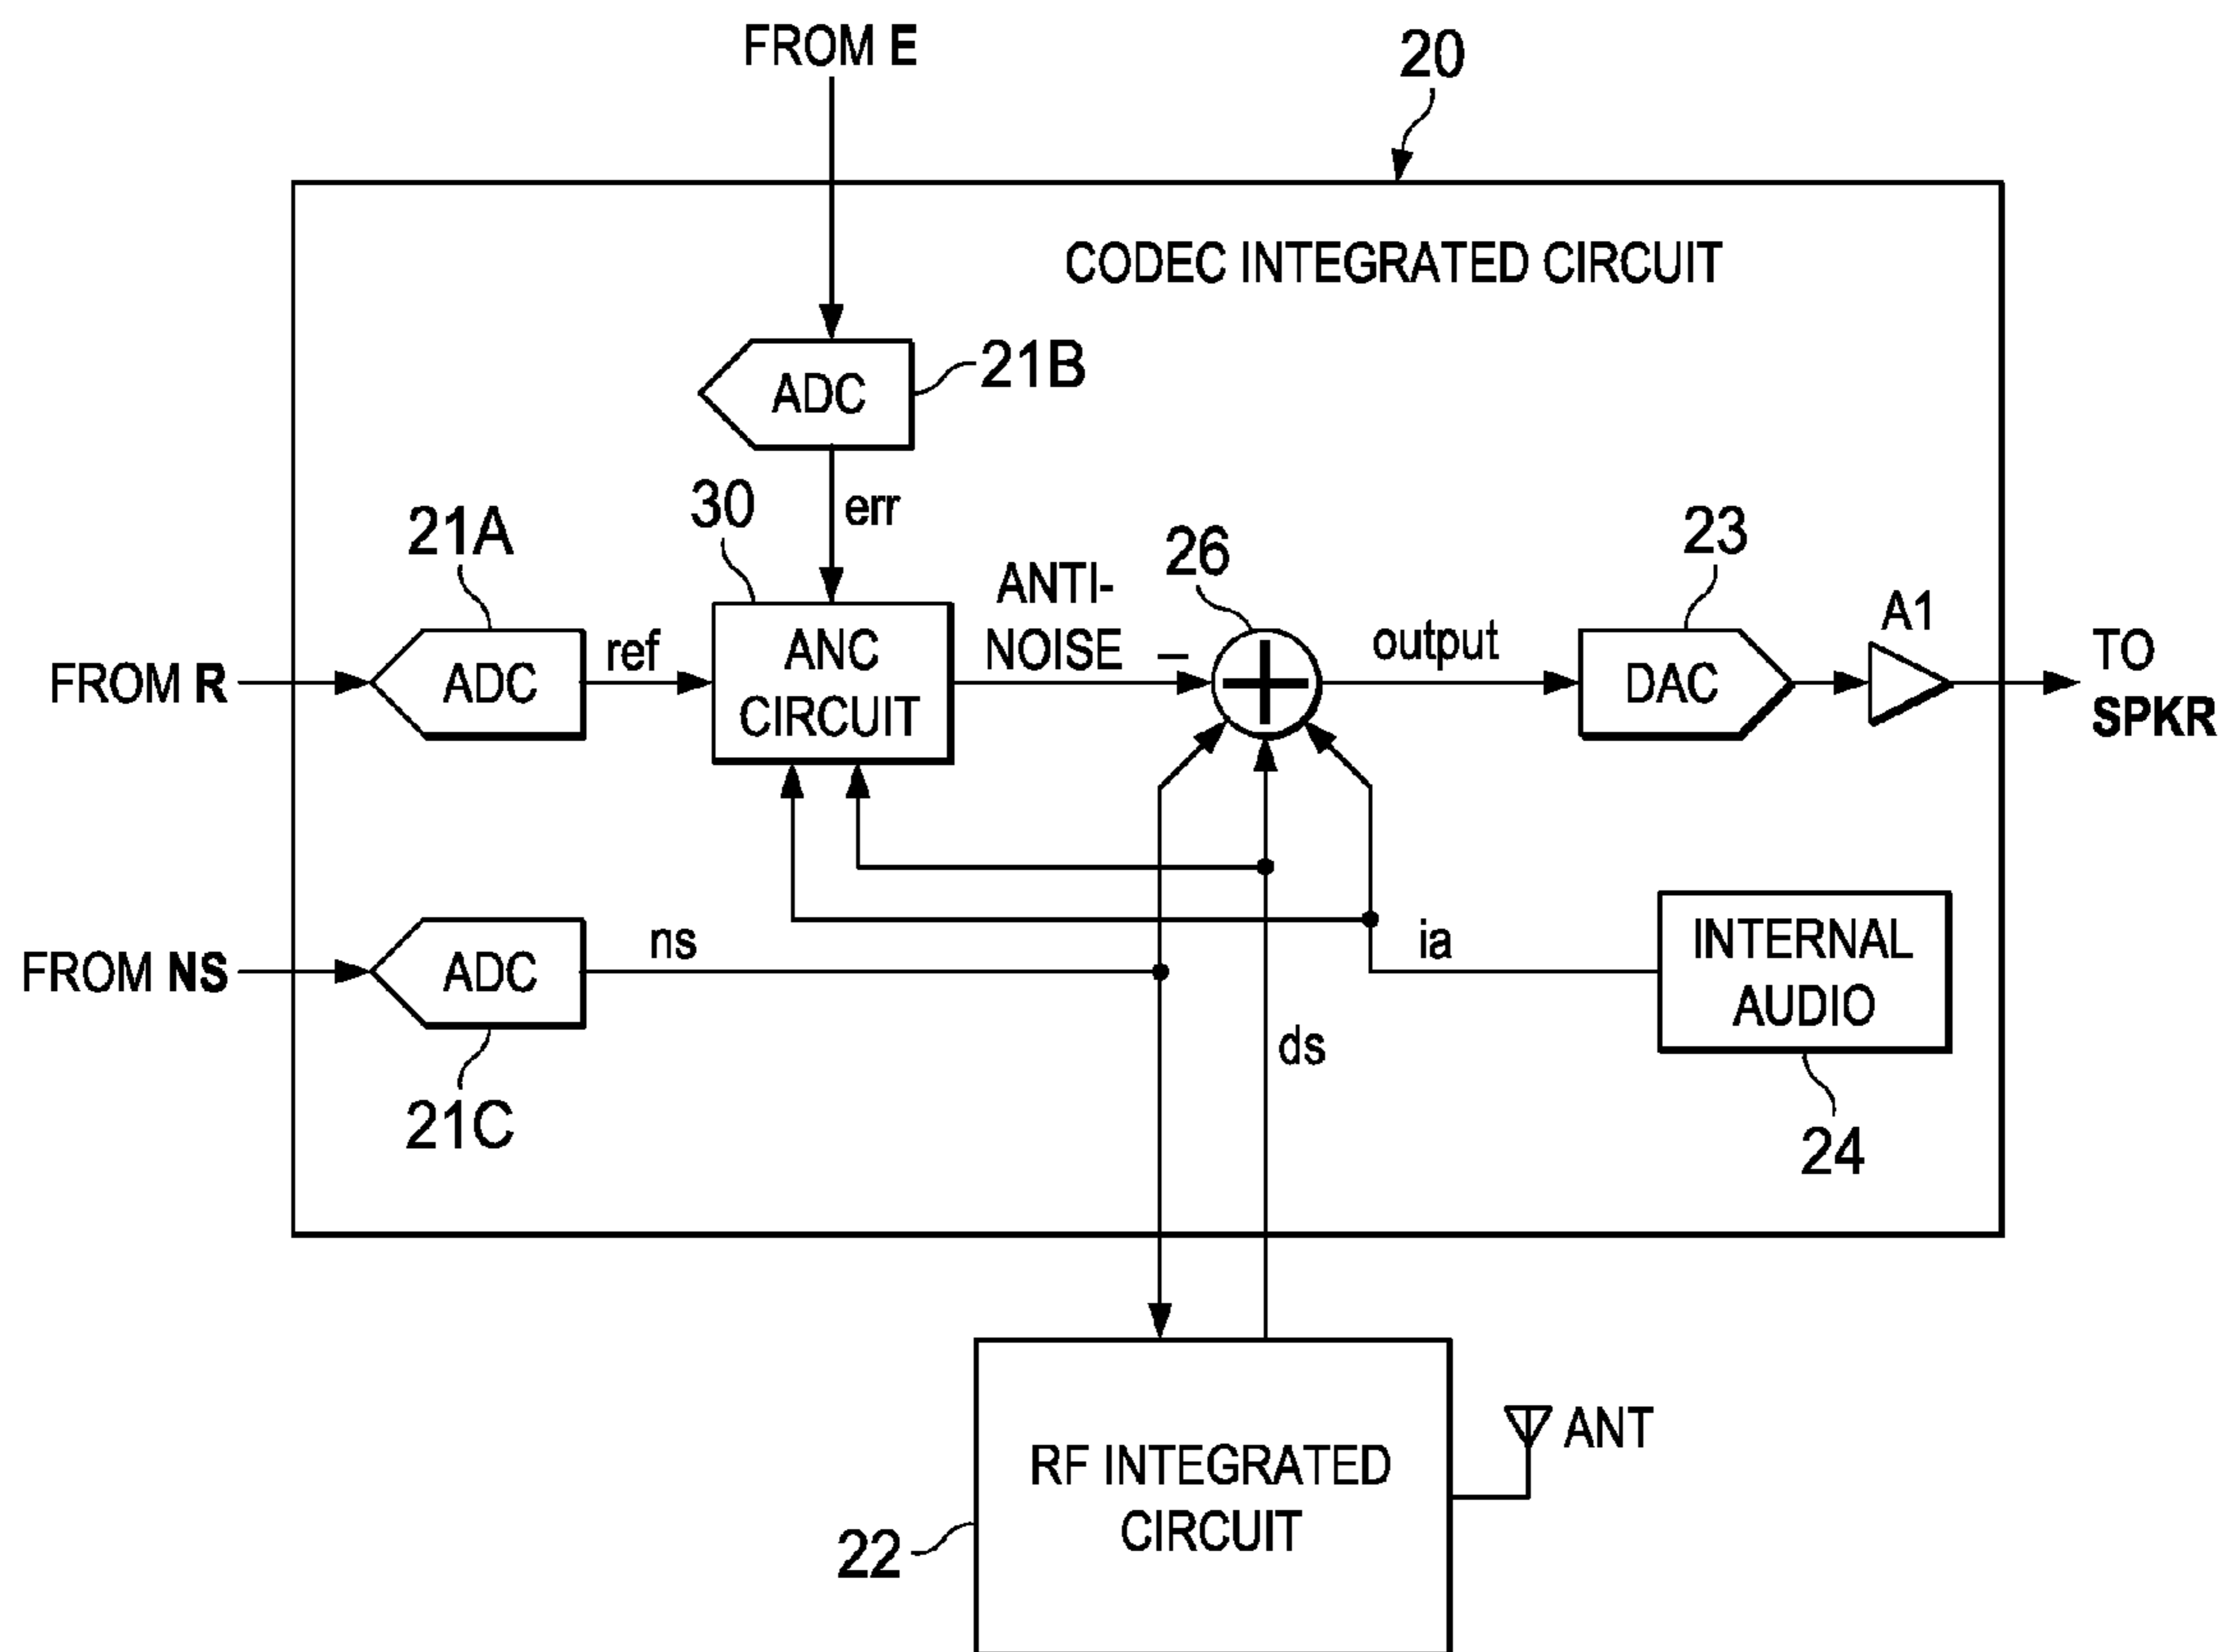 FROM E
20
CODEC INTEGRATED CIRCUIT
ADC
21B
err
30
21A
ANTI-
NOISE
26
23
A1
FROM R
ADC
ref
ANC
CIRCUIT
–
+
output
DAC
TO
SPKR
FROM NS
ADC
ns
ia
INTERNAL
AUDIO
21C
ds
24
RF INTEGRATED
CIRCUIT
ANT
22